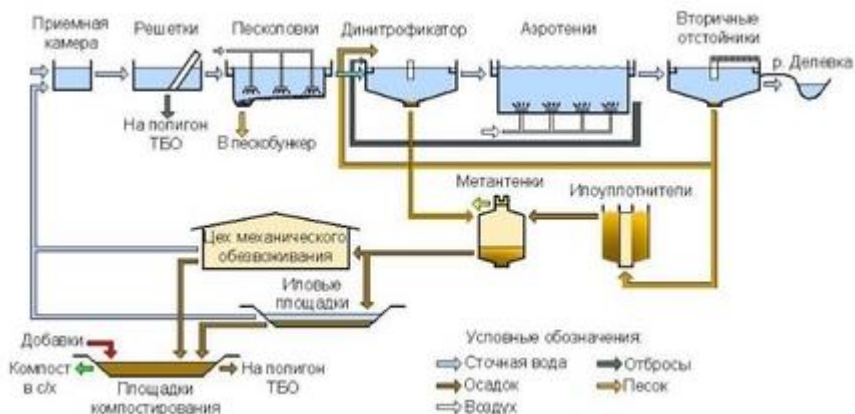 Приемная камера
Решетки
Песколовки
Динитрофикатор
Аэротенки
Вторичные отстойники
р. Делевка
На полигон ТБО
В пескобункер
Метантенки
Илоуплотнители
Цех механического обезвоживания
Иловые площадки
Добавки
Компост в с/х
Площадки компостирования
На полигон ТБО
Условные обозначения:
Сточная вода
Отбросы
Осадок
Песок
Воздух